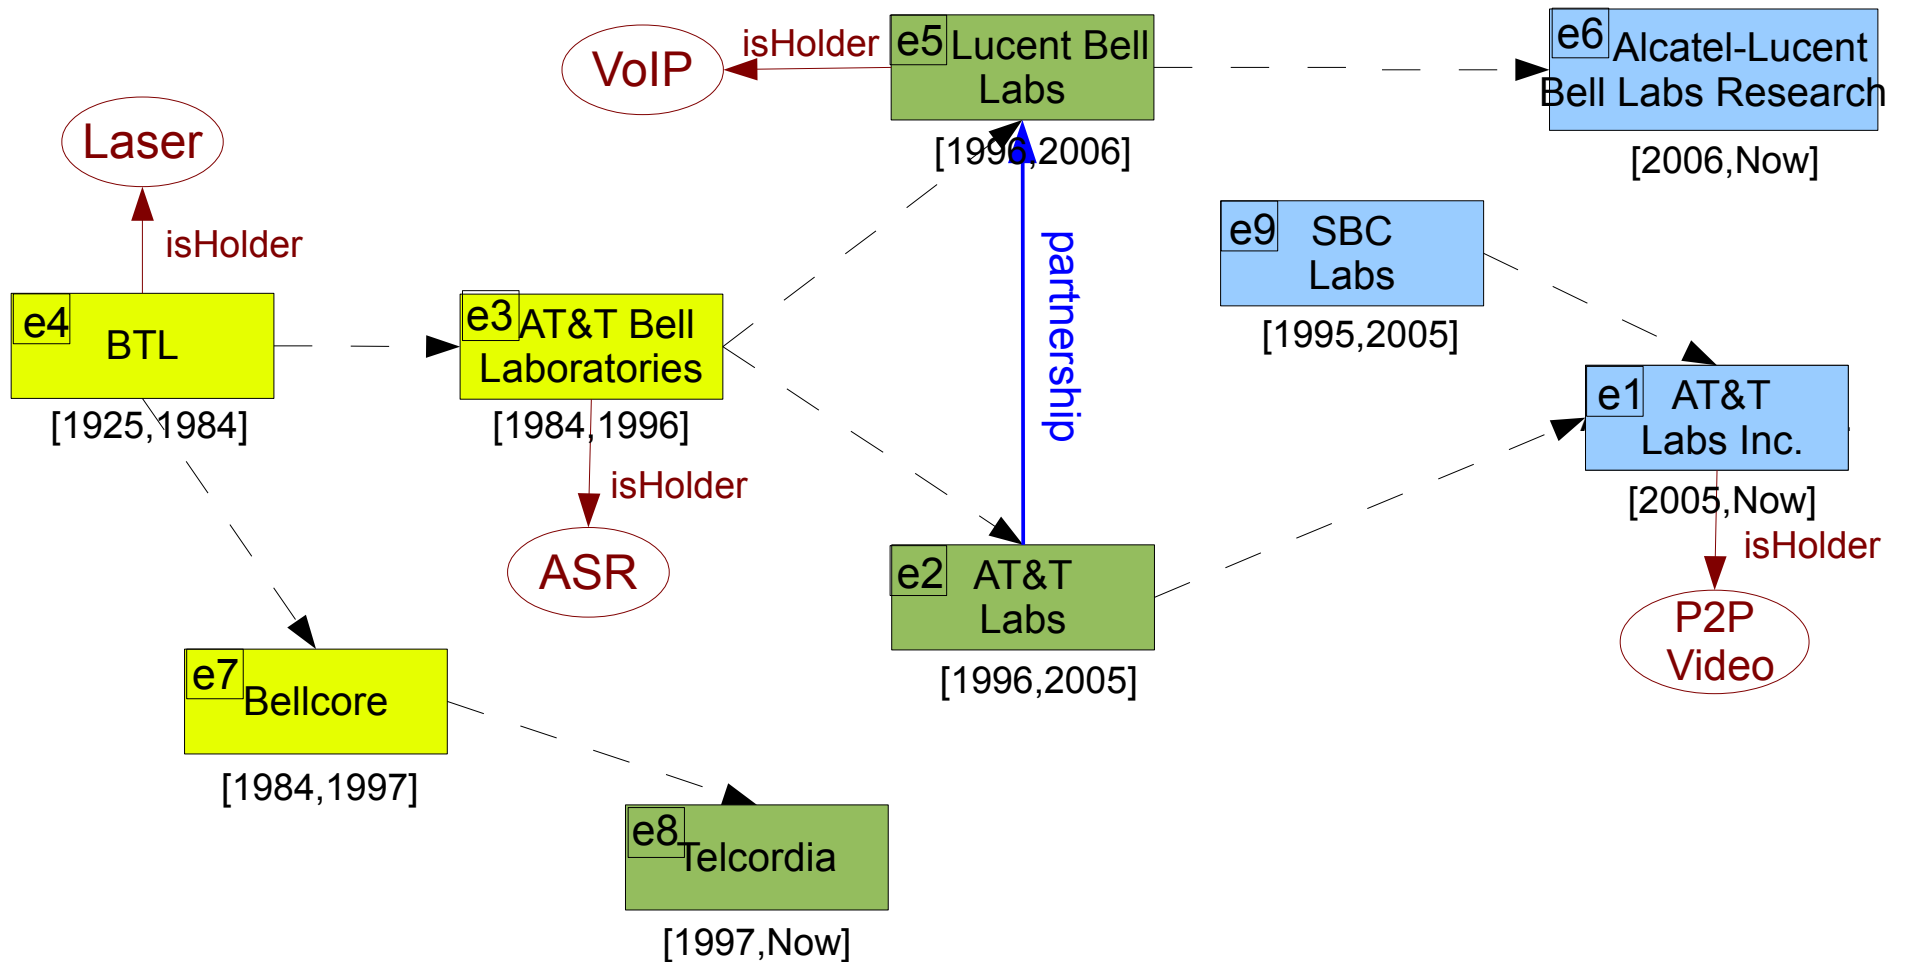 VoIP
isHolder
e5
Lucent Bell
Labs
[1996,2006]
e6
Alcatel-Lucent
Bell Labs Research
[2006,Now]
Laser
isHolder
e4
BTL
[1925,1984]
e3
AT&T Bell
Laboratories
[1984,1996]
isHolder
ASR
partnership
e9
SBC
Labs
[1995,2005]
e1
AT&T
Labs Inc.
[2005,Now]
isHolder
P2P
Video
e2
AT&T
Labs
[1996,2005]
e7
Bellcore
[1984,1997]
e8
Telcordia
[1997,Now]